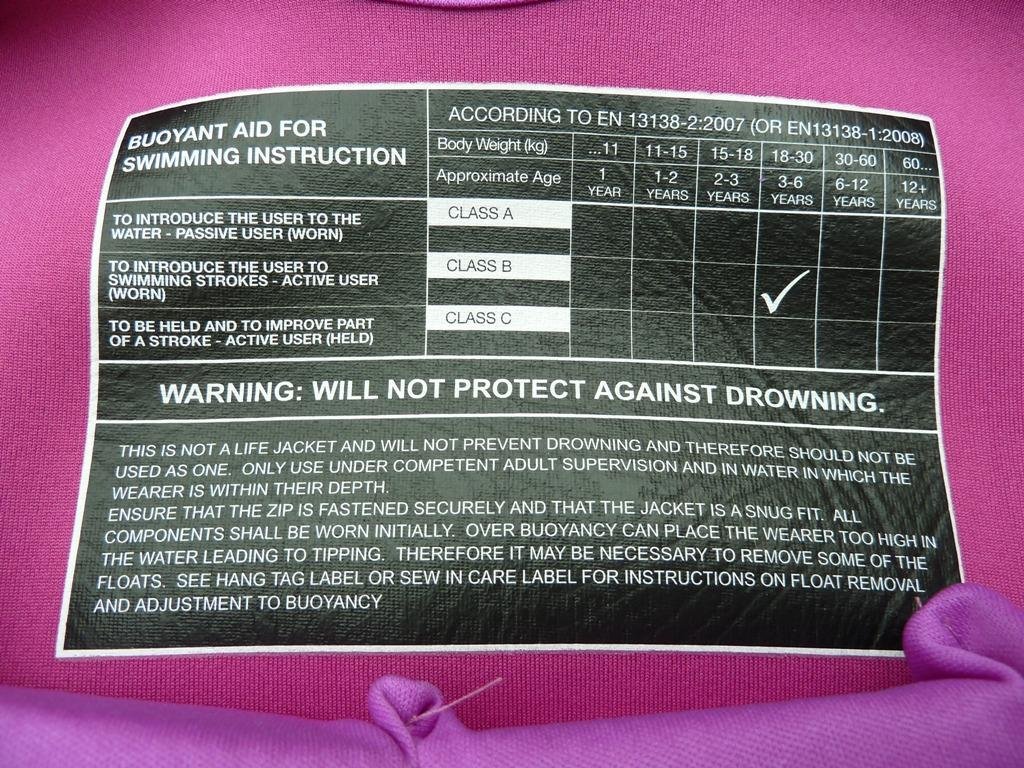 BUOYANT AID FOR
SWIMMING INSTRUCTION
ACCORDING TO EN 13138-2:2007 (OR EN13138-1:2008)
Body Weight (kg) ...11 11-15 15-18 18-30 30-60 60...
Approximate Age 1 YEAR 1-2 YEARS 2-3 YEARS 3-6 YEARS 6-12 YEARS 12+ YEARS
TO INTRODUCE THE USER TO THE
WATER - PASSIVE USER (WORN)
CLASS A
TO INTRODUCE THE USER TO
SWIMMING STROKES - ACTIVE USER
(WORN)
CLASS B
TO BE HELD AND TO IMPROVE PART
OF A STROKE - ACTIVE USER (HELD)
CLASS C
WARNING: WILL NOT PROTECT AGAINST DROWNING.
THIS IS NOT A LIFE JACKET AND WILL NOT PREVENT DROWNING AND THEREFORE SHOULD NOT BE
USED AS ONE. ONLY USE UNDER COMPETENT ADULT SUPERVISION AND IN WATER IN WHICH THE
WEARER IS WITHIN THEIR DEPTH.
ENSURE THAT THE ZIP IS FASTENED SECURELY AND THAT THE JACKET IS A SNUG FIT. ALL
COMPONENTS SHALL BE WORN INITIALLY. OVER BUOYANCY CAN PLACE THE WEARER TOO HIGH IN
THE WATER LEADING TO TIPPING. THEREFORE IT MAY BE NECESSARY TO REMOVE SOME OF THE
FLOATS. SEE HANG TAG LABEL OR SEW IN CARE LABEL FOR INSTRUCTIONS ON FLOAT REMOVAL
AND ADJUSTMENT TO BUOYANCY